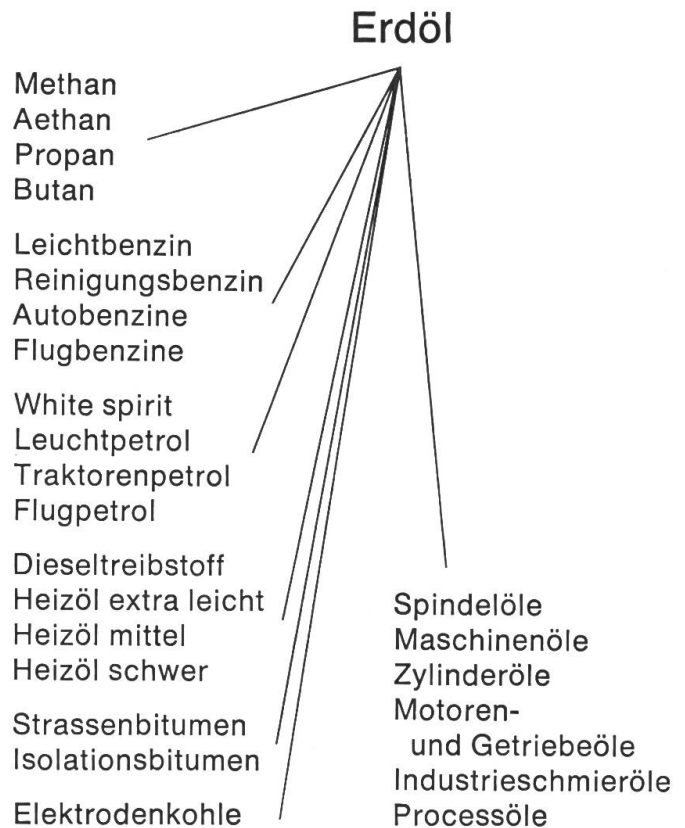 Erdöl
Methan
Aethan
Propan
Butan
Leichtbenzin
Reinigungsbenzin
Autobenzine
Flugbenzine
White spirit
Leuchtpetrol
Traktorenpetrol
Flugpetrol
Dieseltreibstoff
Heizöl extra leicht
Heizöl mittel
Heizöl schwer
Strassenbitumen
Isolationsbitumen
Elektrodenkohle
Spindelöle
Maschinenöle
Zylinderöle
Motoren-
und Getriebeöle
Industrieschmieröle
Processöle